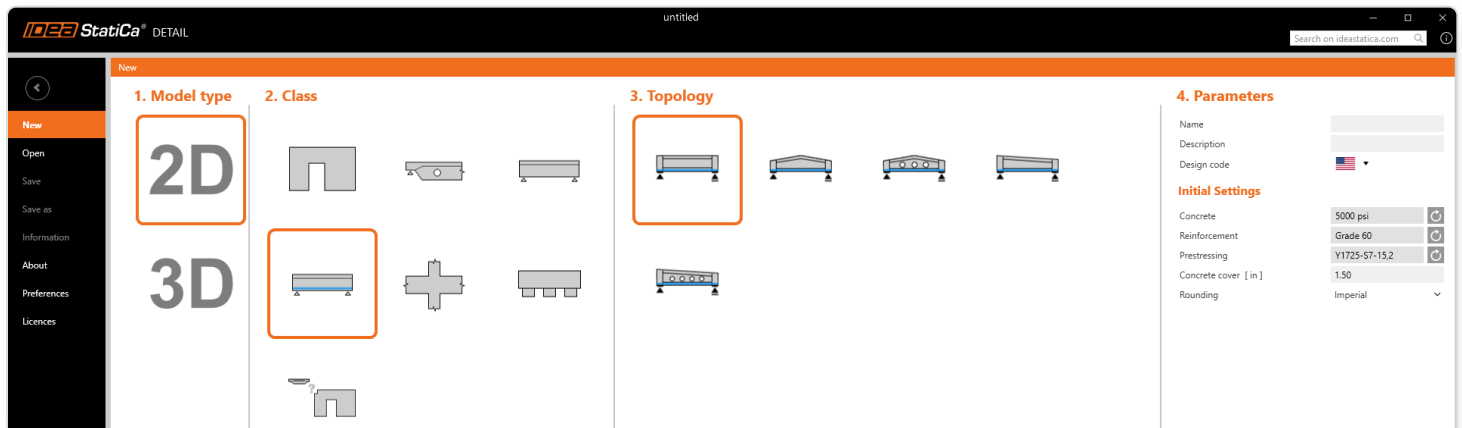 untitled
IDEA StatiCa® DETAIL
Search on ideastatica.com
New
1. Model type
2. Class
3. Topology
4. Parameters
New
Open
Save
Save as
Information
About
Preferences
Licences
2D
3D
?
Name
Description
Design code
Initial Settings
Concrete 5000 psi
Reinforcement Grade 60
Prestressing Y1725-S7-15,2
Concrete cover [ in ] 1.50
Rounding Imperial